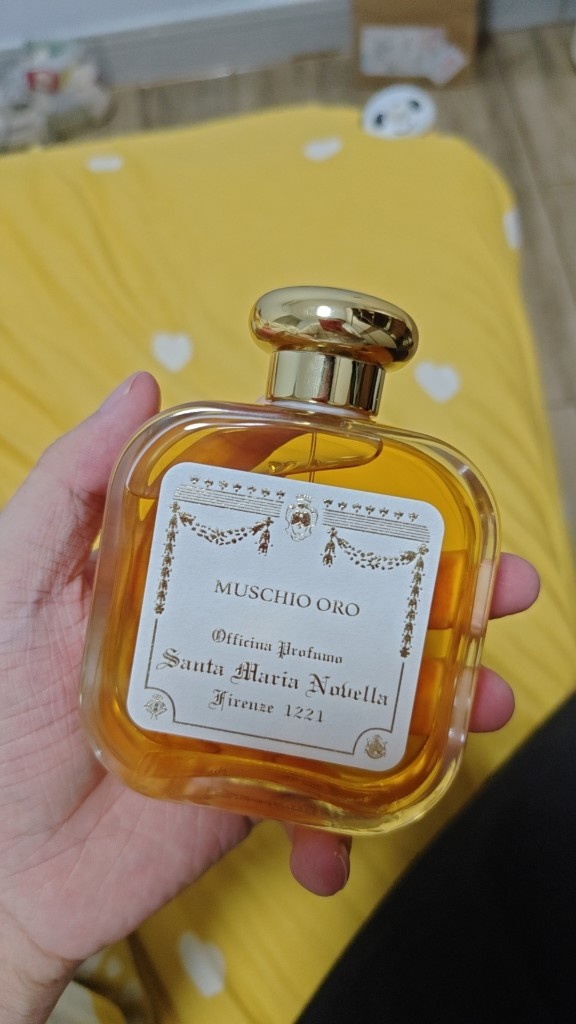 MUSCHIO ORO
Officina Profumo
Santa Maria Novella
Firenze 1221